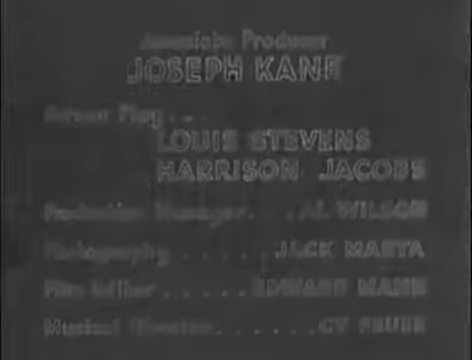 Associate Producer
JOSEPH KANE
Screen Play . . .
LOUIS STEVENS
HARRISON JACOBS
Production Manager . . . AL WILSON
Photography . . . . . . JACK MARTA
Film Editor . . . . . . EDWARD MANN
Musical Director . . . . . CY FEUER